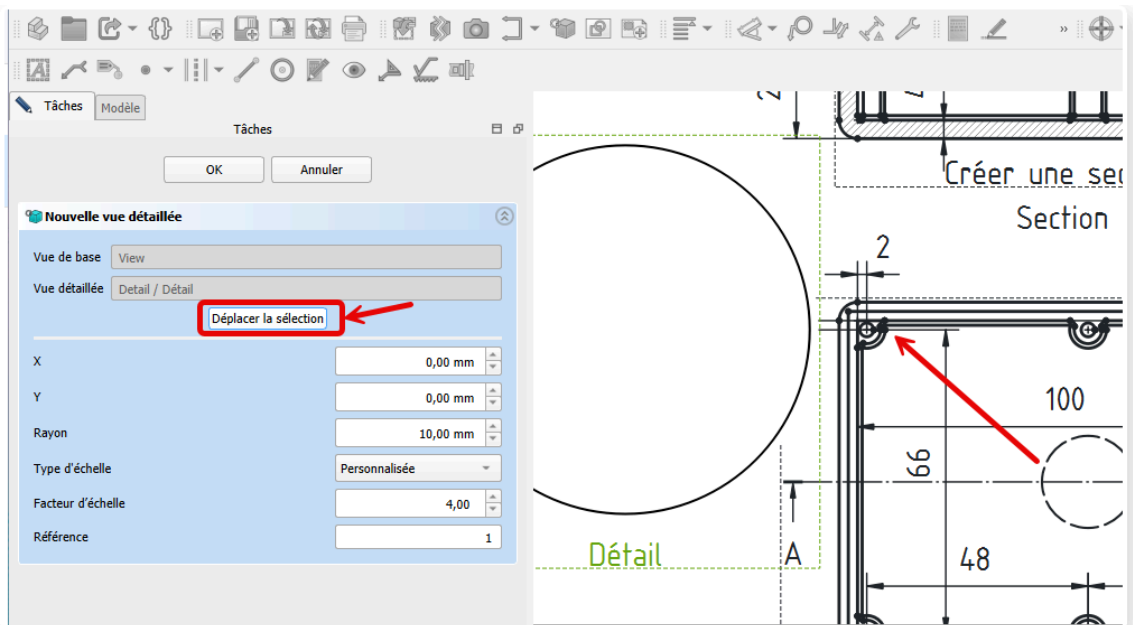 Tâches
Modèle
Tâches
OK
Annuler
Nouvelle vue détaillée
Vue de base
View
Vue détaillée
Detail / Détail
Déplacer la sélection
X
0,00 mm
Y
0,00 mm
Rayon
10,00 mm
Type d'échelle
Personnalisée
Facteur d'échelle
4,00
Référence
1
Créer une sec
Section
2
100
66
Détail
A
48